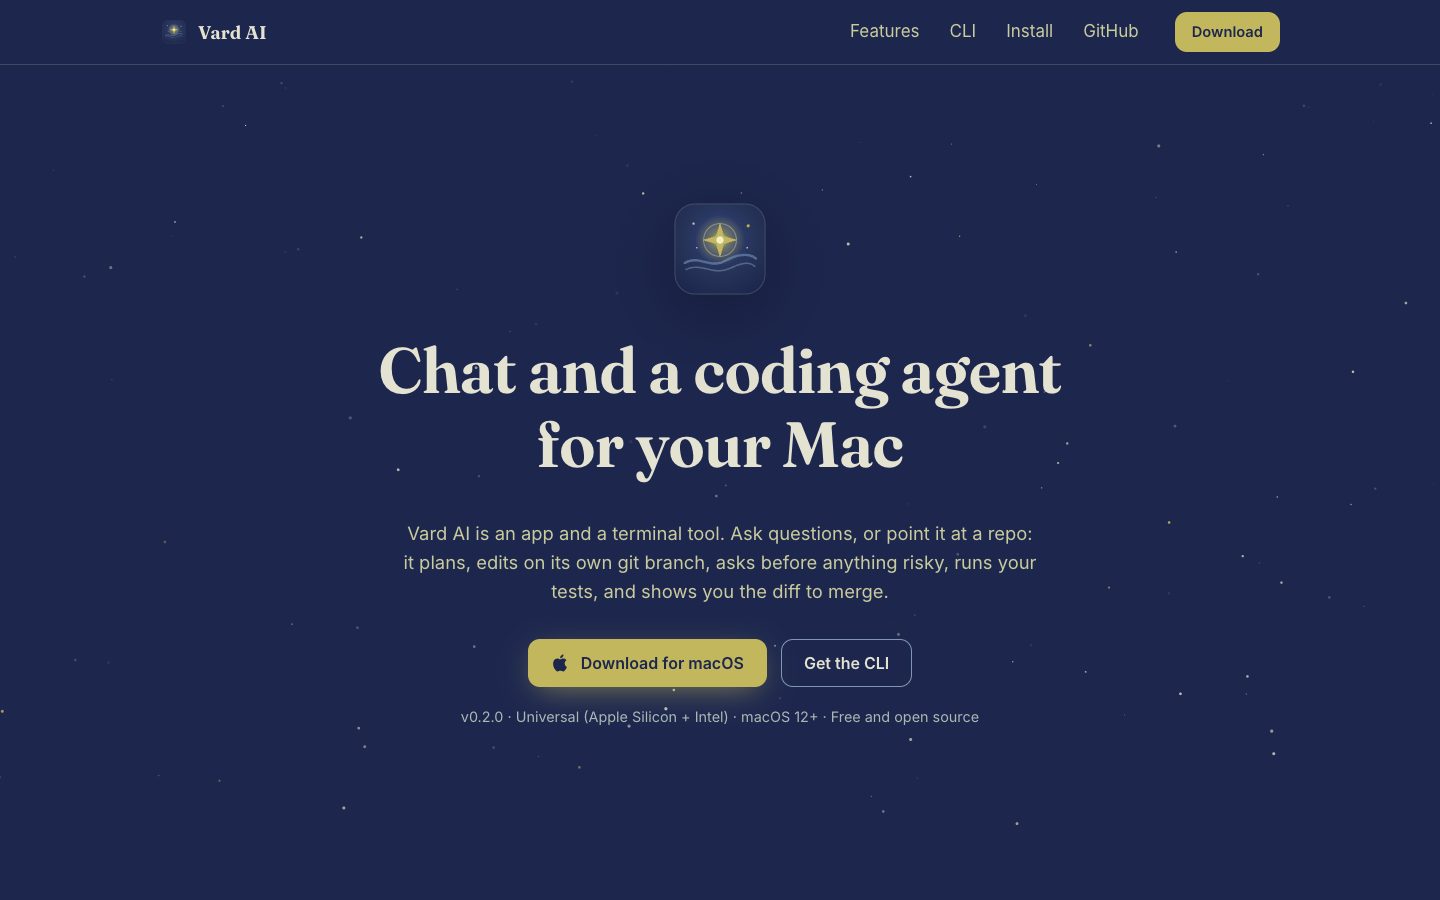 Vard AI
Features
CLI
Install
GitHub
Download
Chat and a coding agent
for your Mac
Vard AI is an app and a terminal tool. Ask questions, or point it at a repo:
it plans, edits on its own git branch, asks before anything risky, runs your
tests, and shows you the diff to merge.
Download for macOS
Get the CLI
v0.2.0 · Universal (Apple Silicon + Intel) · macOS 12+ · Free and open source